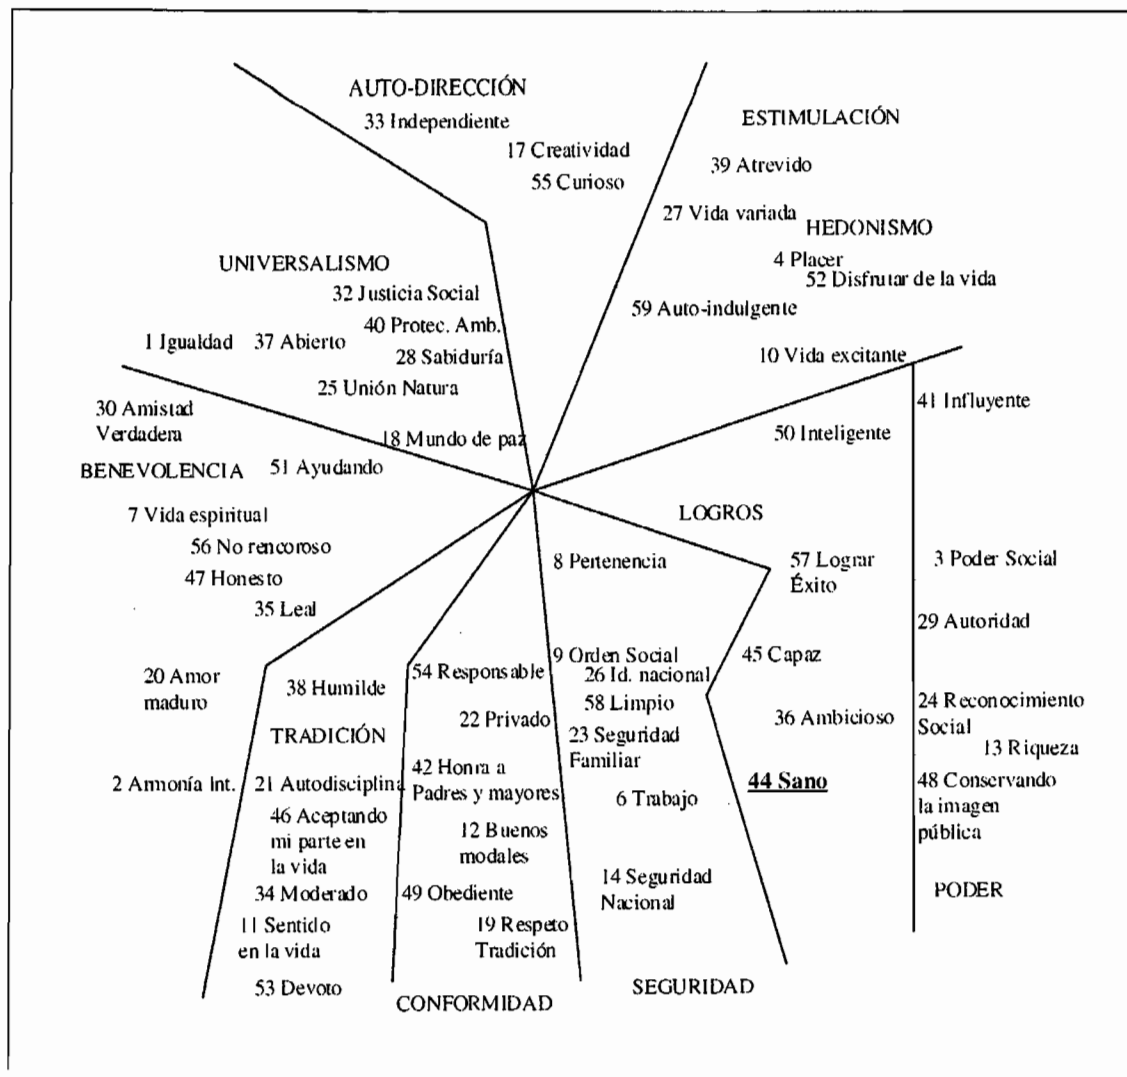 AUTO-DIRECCIÓN
33 Independiente
17 Creatividad
55 Curioso
ESTIMULACIÓN
39 Atrevido
27 Vida variada
HEDONISMO
4 Placer
52 Disfrutar de la vida
59 Auto-indulgente
10 Vida excitante
UNIVERSALISMO
32 Justicia Social
40 Protec. Amb.
1 Igualdad
37 Abierto
28 Sabiduría
25 Unión Natura
18 Mundo de paz
30 Amistad
Verdadera
BENEVOLENCIA
51 Ayudando
7 Vida espiritual
56 No rencoroso
47 Honesto
35 Leal
20 Amor
maduro
2 Armonía Int.
38 Humilde
TRADICIÓN
21 Autodisciplina
46 Aceptando
mi parte en
la vida
34 Moderado
11 Sentido
en la vida
53 Devoto
54 Responsable
22 Privado
42 Honra a
Padres y mayores
12 Buenos
modales
49 Obediente
19 Respeto
Tradición
CONFORMIDAD
8 Pertenencia
9 Orden Social
26 Id. nacional
58 Limpio
23 Seguridad
Familiar
6 Trabajo
14 Seguridad
Nacional
SEGURIDAD
50 Inteligente
LOGROS
57 Lograr
Éxito
45 Capaz
36 Ambicioso
44 Sano
41 Influyente
3 Poder Social
29 Autoridad
24 Reconocimiento
Social
13 Riqueza
48 Conservando
la imagen
pública
PODER